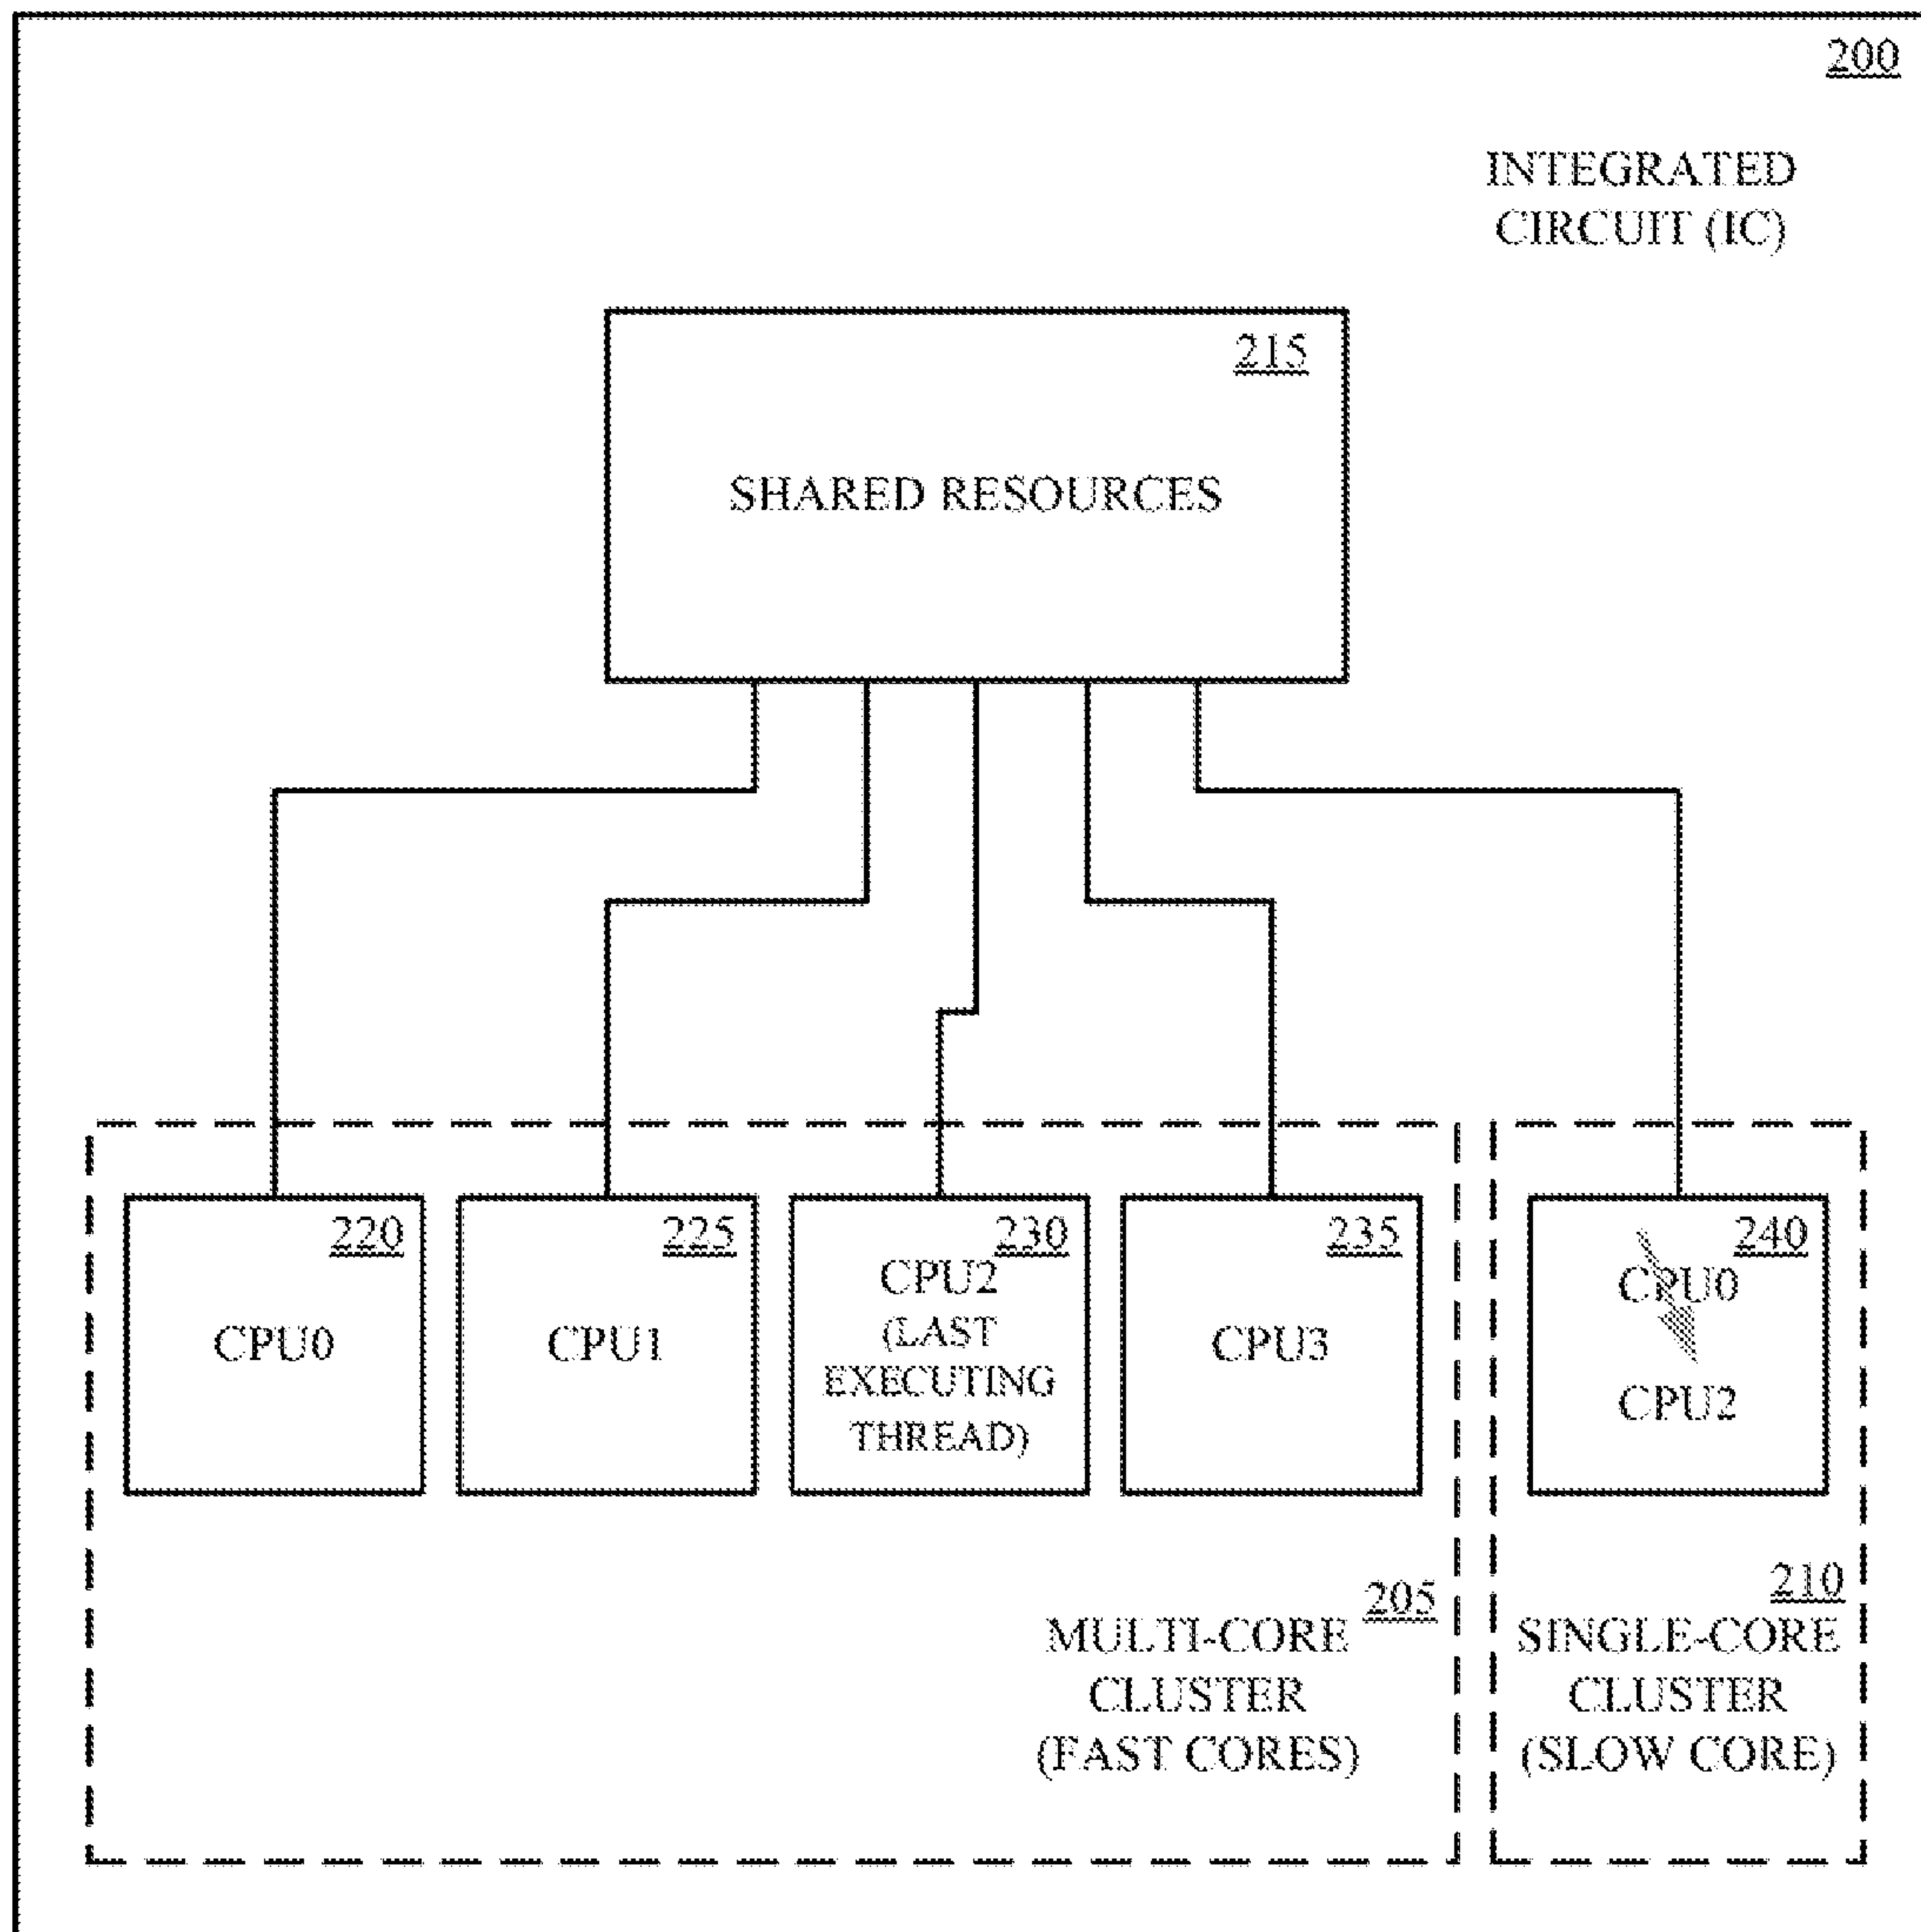 200
INTEGRATED
CIRCUIT (IC)
215
SHARED RESOURCES
220
CPU0
225
CPU1
230
CPU2
(LAST
EXECUTING
THREAD)
235
CPU3
240
CPU0
CPU2
205
MULTI-CORE
CLUSTER
(FAST CORES)
210
SINGLE-CORE
CLUSTER
(SLOW CORE)